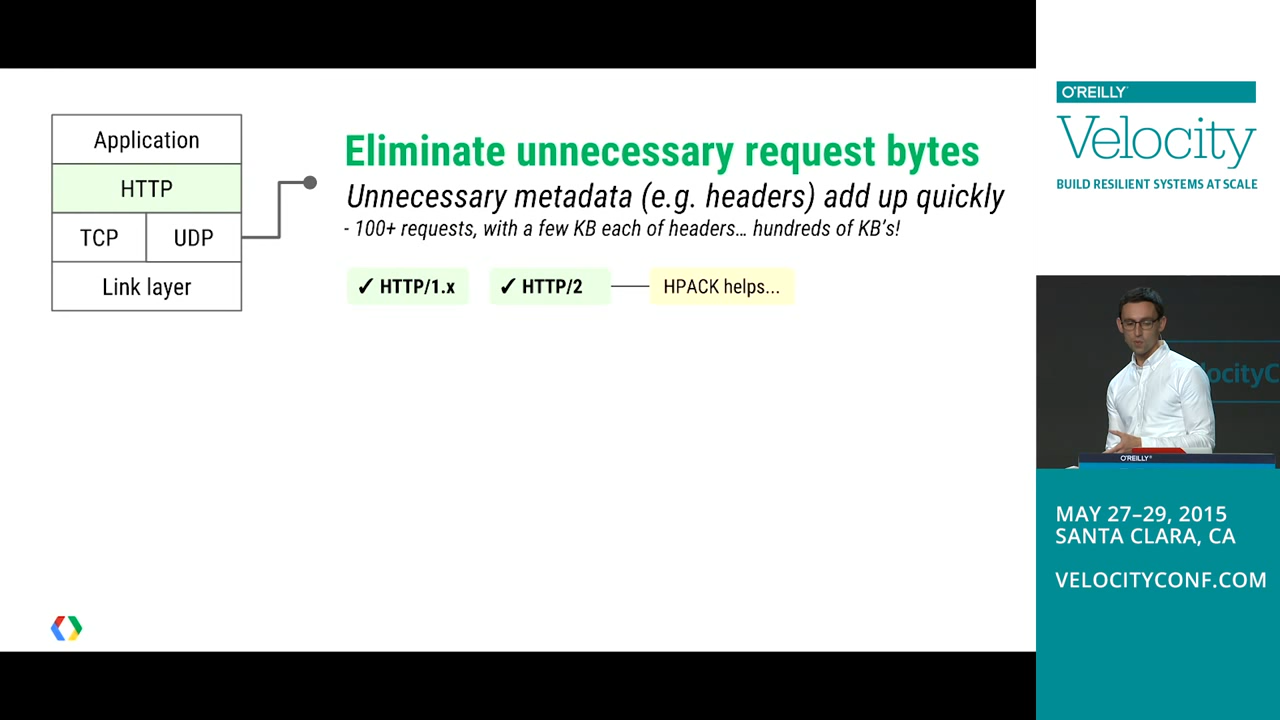 Application
HTTP
TCP UDP
Link layer
Eliminate unnecessary request bytes
Unnecessary metadata (e.g. headers) add up quickly
- 100+ requests, with a few KB each of headers… hundreds of KB's!
✓ HTTP/1.x ✓ HTTP/2 HPACK helps...
O'REILLY
Velocity
BUILD RESILIENT SYSTEMS AT SCALE
locityC
O'REILLY
MAY 27–29, 2015
SANTA CLARA, CA
VELOCITYCONF.COM